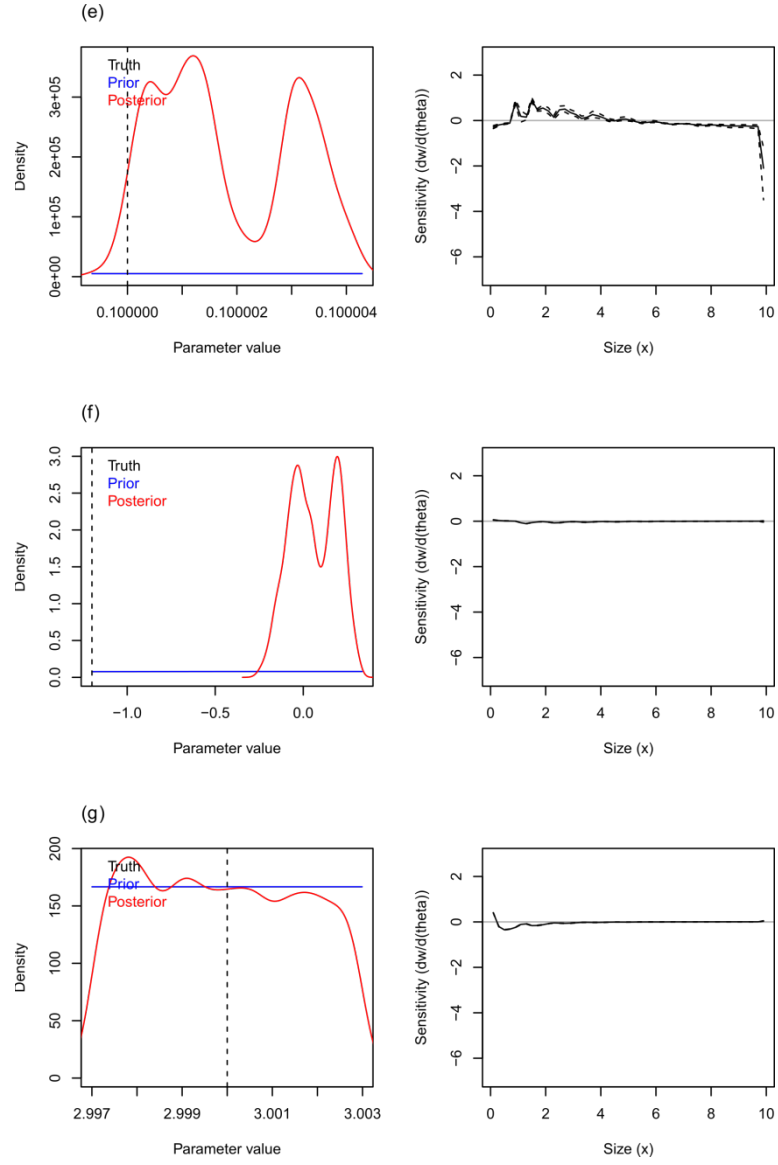 (e)
Truth
Prior
Posterior
Density
0e+00
1e+05
2e+05
3e+05
0.100000
0.100002
0.100004
Parameter value
Sensitivity (dw/d(theta))
2
0
−2
−4
−6
0
2
4
6
8
10
Size (x)
(f)
Truth
Prior
Posterior
Density
0.0
0.5
1.0
1.5
2.0
2.5
3.0
−1.0
−0.5
0.0
Parameter value
Sensitivity (dw/d(theta))
2
0
−2
−4
−6
0
2
4
6
8
10
Size (x)
(g)
Truth
Prior
Posterior
Density
0
50
100
150
200
2.997
2.999
3.001
3.003
Parameter value
Sensitivity (dw/d(theta))
2
0
−2
−4
−6
0
2
4
6
8
10
Size (x)